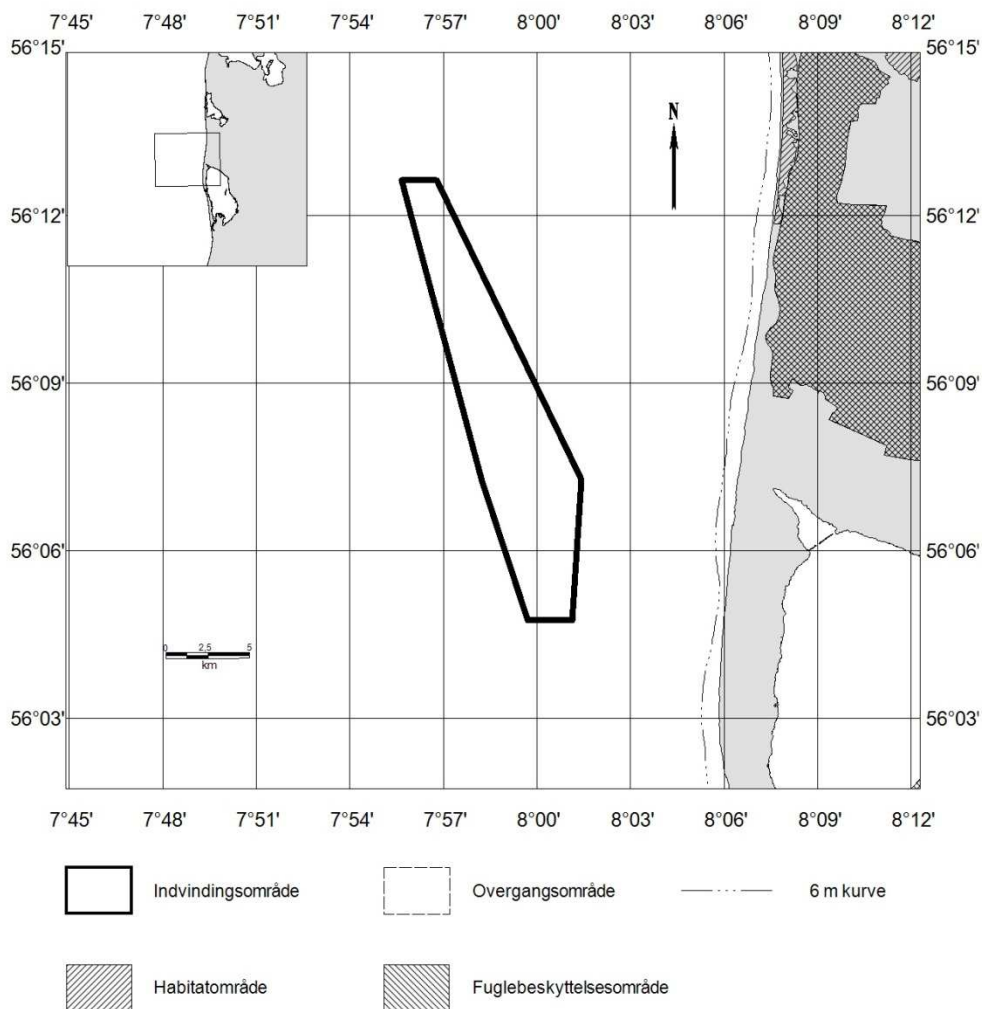 7°45' 7°48' 7°51' 7°54' 7°57' 8°00' 8°03' 8°06' 8°09' 8°12'
56°15' 56°15'
N
56°12' 56°12'
56°09' 56°09'
56°06' 56°06'
0 2,5 5
km
56°03' 56°03'
7°45' 7°48' 7°51' 7°54' 7°57' 8°00' 8°03' 8°06' 8°09' 8°12'
Indvindingsområde Overgangsområde 6 m kurve
Habitatområde Fuglebeskyttelsesområde